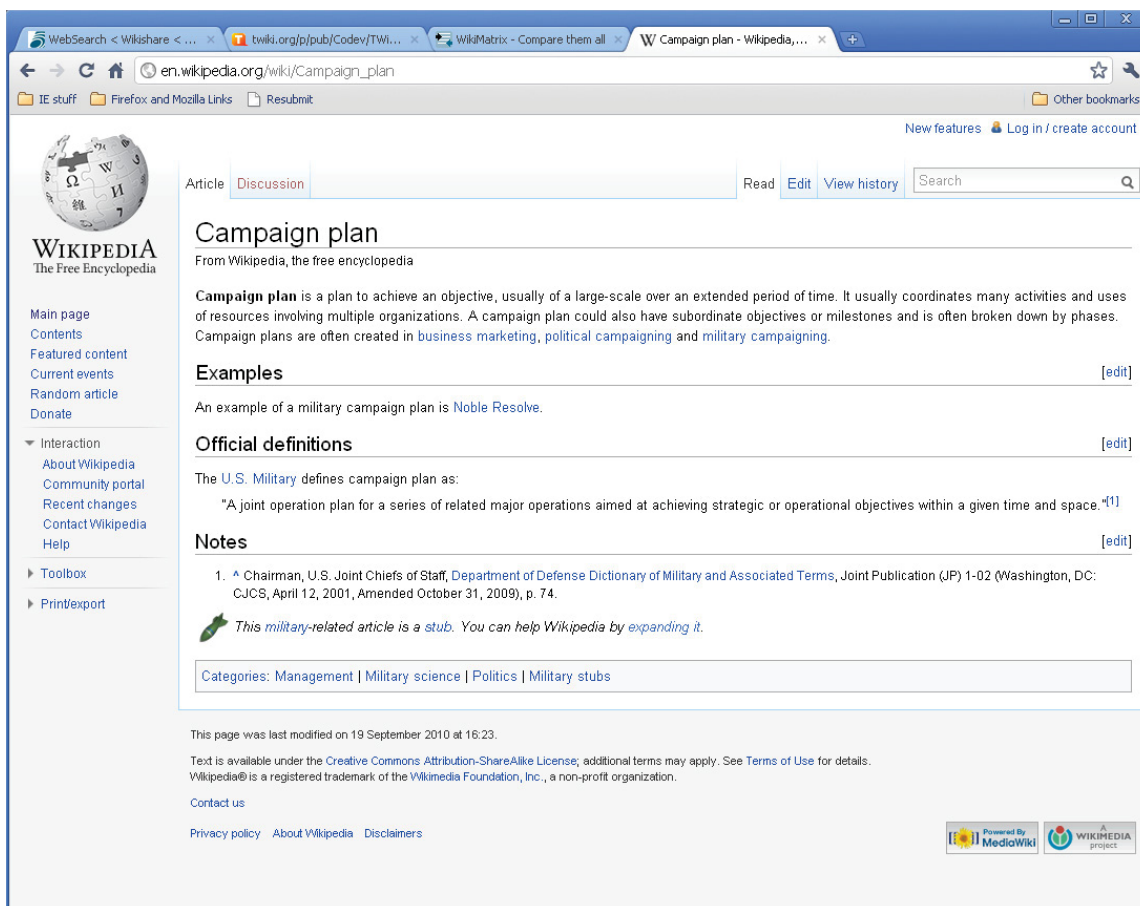 WebSearch < Wikishare < ...
twiki.org/p/pub/Codev/TWi...
WikiMatrix - Compare them all
W Campaign plan - Wikipedia, ...
en.wikipedia.org/wiki/Campaign_plan
IE stuff Firefox and Mozilla Links Resubmit Other bookmarks
New features Log in / create account
Article Discussion Read Edit View history Search
WIKIPEDIA
The Free Encyclopedia
Main page
Contents
Featured content
Current events
Random article
Donate
Interaction
About Wikipedia
Community portal
Recent changes
Contact Wikipedia
Help
Toolbox
Print/export
Campaign plan
From Wikipedia, the free encyclopedia
Campaign plan is a plan to achieve an objective, usually of a large-scale over an extended period of time. It usually coordinates many activities and uses
of resources involving multiple organizations. A campaign plan could also have subordinate objectives or milestones and is often broken down by phases.
Campaign plans are often created in business marketing, political campaigning and military campaigning.
Examples [edit]
An example of a military campaign plan is Noble Resolve.
Official definitions [edit]
The U.S. Military defines campaign plan as:
"A joint operation plan for a series of related major operations aimed at achieving strategic or operational objectives within a given time and space."[1]
Notes [edit]
1. ^ Chairman, U.S. Joint Chiefs of Staff, Department of Defense Dictionary of Military and Associated Terms, Joint Publication (JP) 1-02 (Washington, DC:
CJCS, April 12, 2001, Amended October 31, 2009), p. 74.
This military-related article is a stub. You can help Wikipedia by expanding it.
Categories: Management | Military science | Politics | Military stubs
This page was last modified on 19 September 2010 at 16:23.
Text is available under the Creative Commons Attribution-ShareAlike License; additional terms may apply. See Terms of Use for details.
Wikipedia® is a registered trademark of the Wikimedia Foundation, Inc., a non-profit organization.
Contact us
Privacy policy About Wikipedia Disclaimers
Powered By
MediaWiki
A
WIKIMEDIA
project